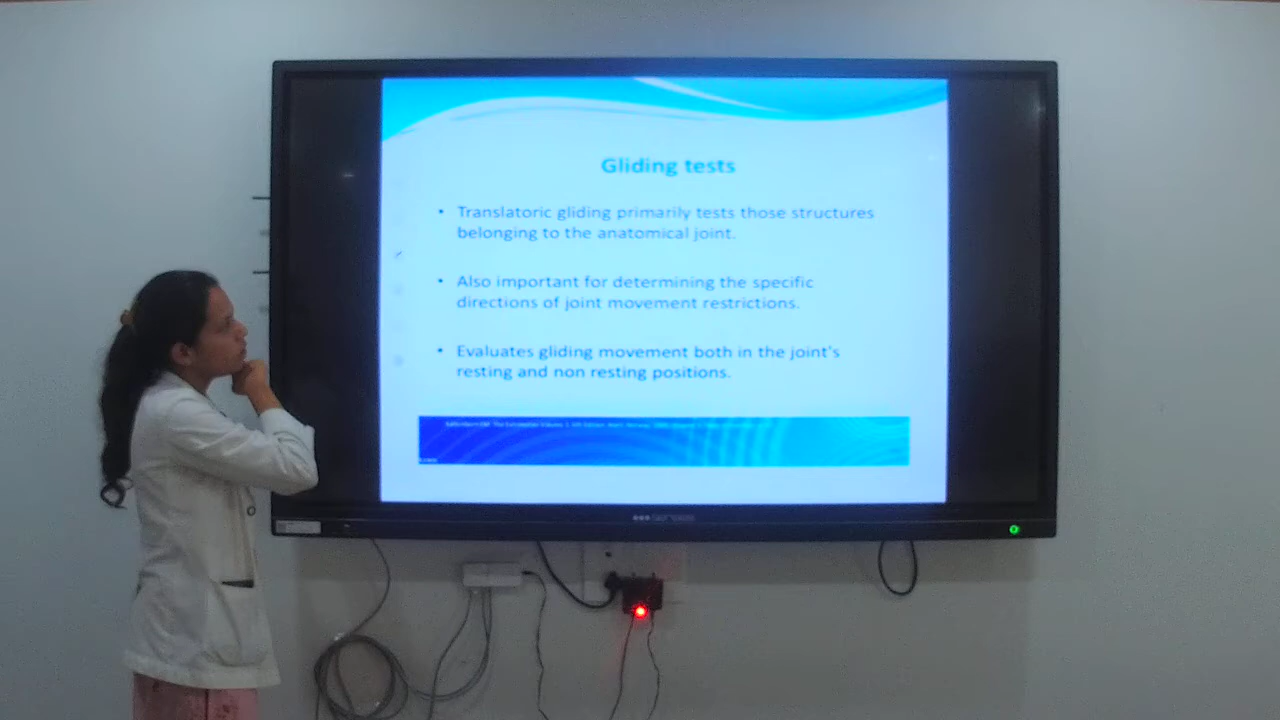 Gliding tests
• Translatoric gliding primarily tests those structures
belonging to the anatomical joint.
• Also important for determining the specific
directions of joint movement restrictions.
• Evaluates gliding movement both in the joint's
resting and non resting positions.